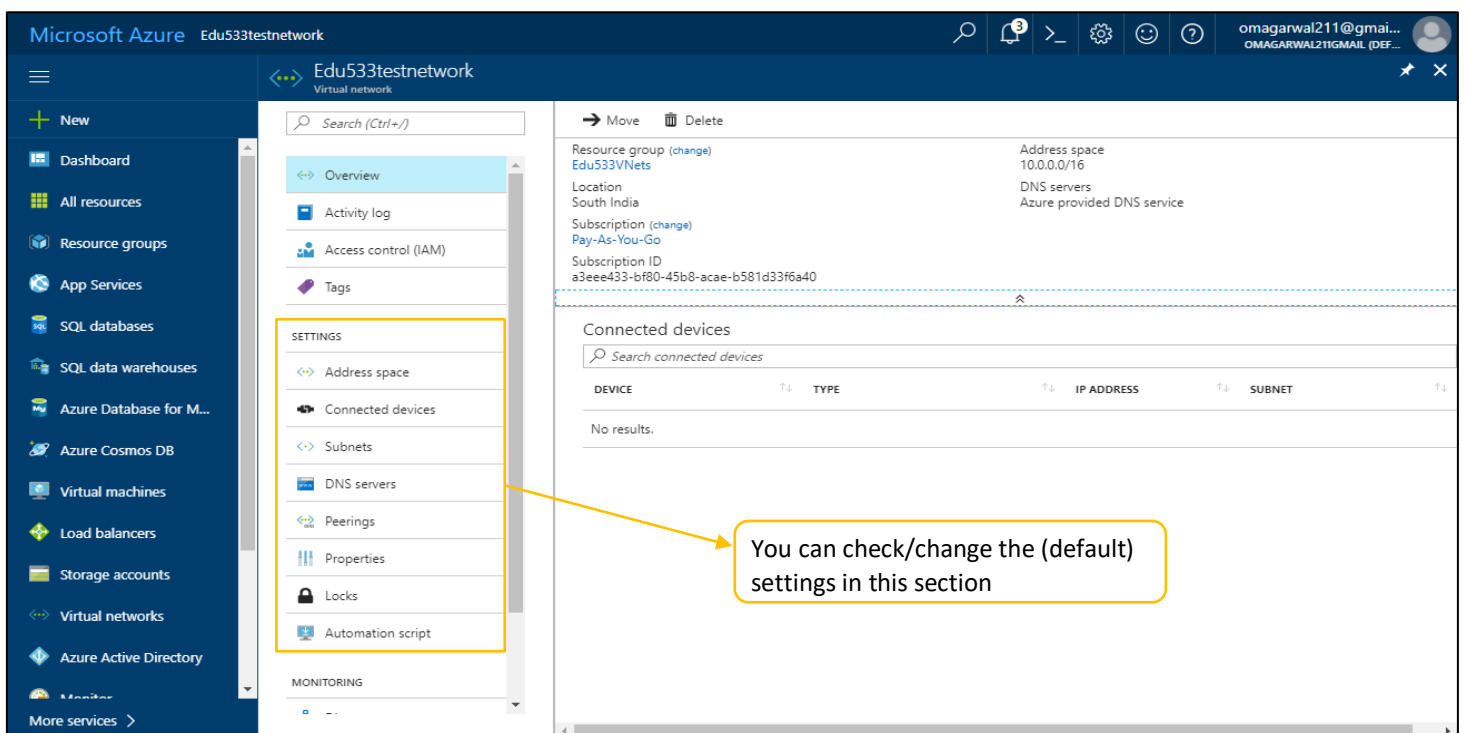 Microsoft Azure Edu533testnetwork
3
omagarwal211@gmai...
OMAGARWAL211GMAIL (DEF...
Edu533testnetwork
Virtual network
New
Dashboard
All resources
Resource groups
App Services
SQL databases
SQL data warehouses
Azure Database for M...
Azure Cosmos DB
Virtual machines
Load balancers
Storage accounts
Virtual networks
Azure Active Directory
Monitor
More services >
Search (Ctrl+/)
Overview
Activity log
Access control (IAM)
Tags
SETTINGS
Address space
Connected devices
Subnets
DNS servers
Peerings
Properties
Locks
Automation script
MONITORING
Move Delete
Resource group (change)
Edu533VNets
Location
South India
Subscription (change)
Pay-As-You-Go
Subscription ID
a3eee433-bf80-45b8-acae-b581d33f6a40
Address space
10.0.0.0/16
DNS servers
Azure provided DNS service
Connected devices
Search connected devices
DEVICE TYPE IP ADDRESS SUBNET
No results.
You can check/change the (default)
settings in this section